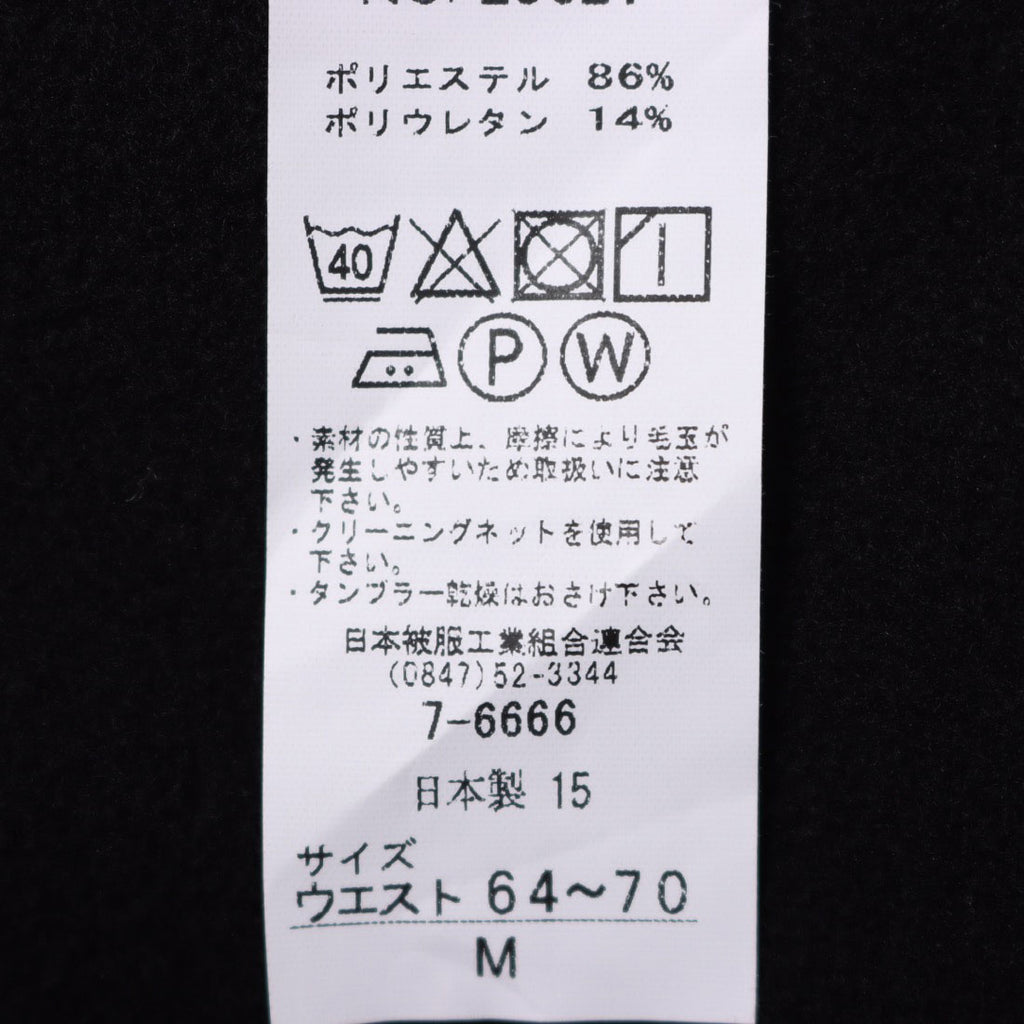 ポリエステル 86%
ポリウレタン 14%
40
P W
・素材の性質上、摩擦により毛玉が
発生しやすいため取扱いに注意
下さい。
・クリーニングネットを使用して
下さい。
・タンブラー乾燥はおさけ下さい。
日本被服工業組合連合会
(0847)52-3344
7-6666
日本製 15
サイズ
ウエスト 64～70
M